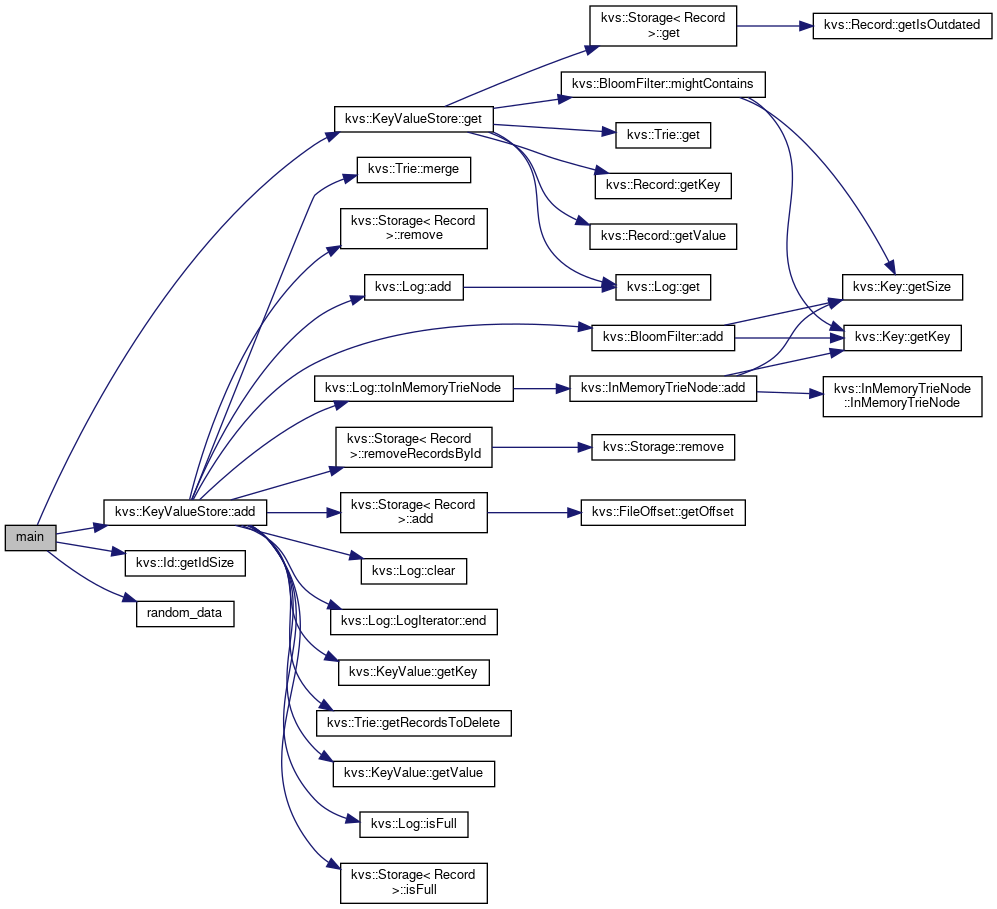 kvs::Storage< Record
>::get
kvs::Record::getIsOutdated
kvs::BloomFilter::mightContains
kvs::KeyValueStore::get
kvs::Trie::get
kvs::Trie::merge
kvs::Record::getKey
kvs::Storage< Record
>::remove
kvs::Record::getValue
kvs::Log::add
kvs::Log::get
kvs::Key::getSize
kvs::BloomFilter::add
kvs::Key::getKey
kvs::Log::toInMemoryTrieNode
kvs::InMemoryTrieNode::add
kvs::InMemoryTrieNode
::InMemoryTrieNode
kvs::Storage< Record
>::removeRecordsById
kvs::Storage::remove
kvs::KeyValueStore::add
kvs::Storage< Record
>::add
kvs::FileOffset::getOffset
main
kvs::Id::getIdSize
kvs::Log::clear
random_data
kvs::Log::LogIterator::end
kvs::KeyValue::getKey
kvs::Trie::getRecordsToDelete
kvs::KeyValue::getValue
kvs::Log::isFull
kvs::Storage< Record
>::isFull